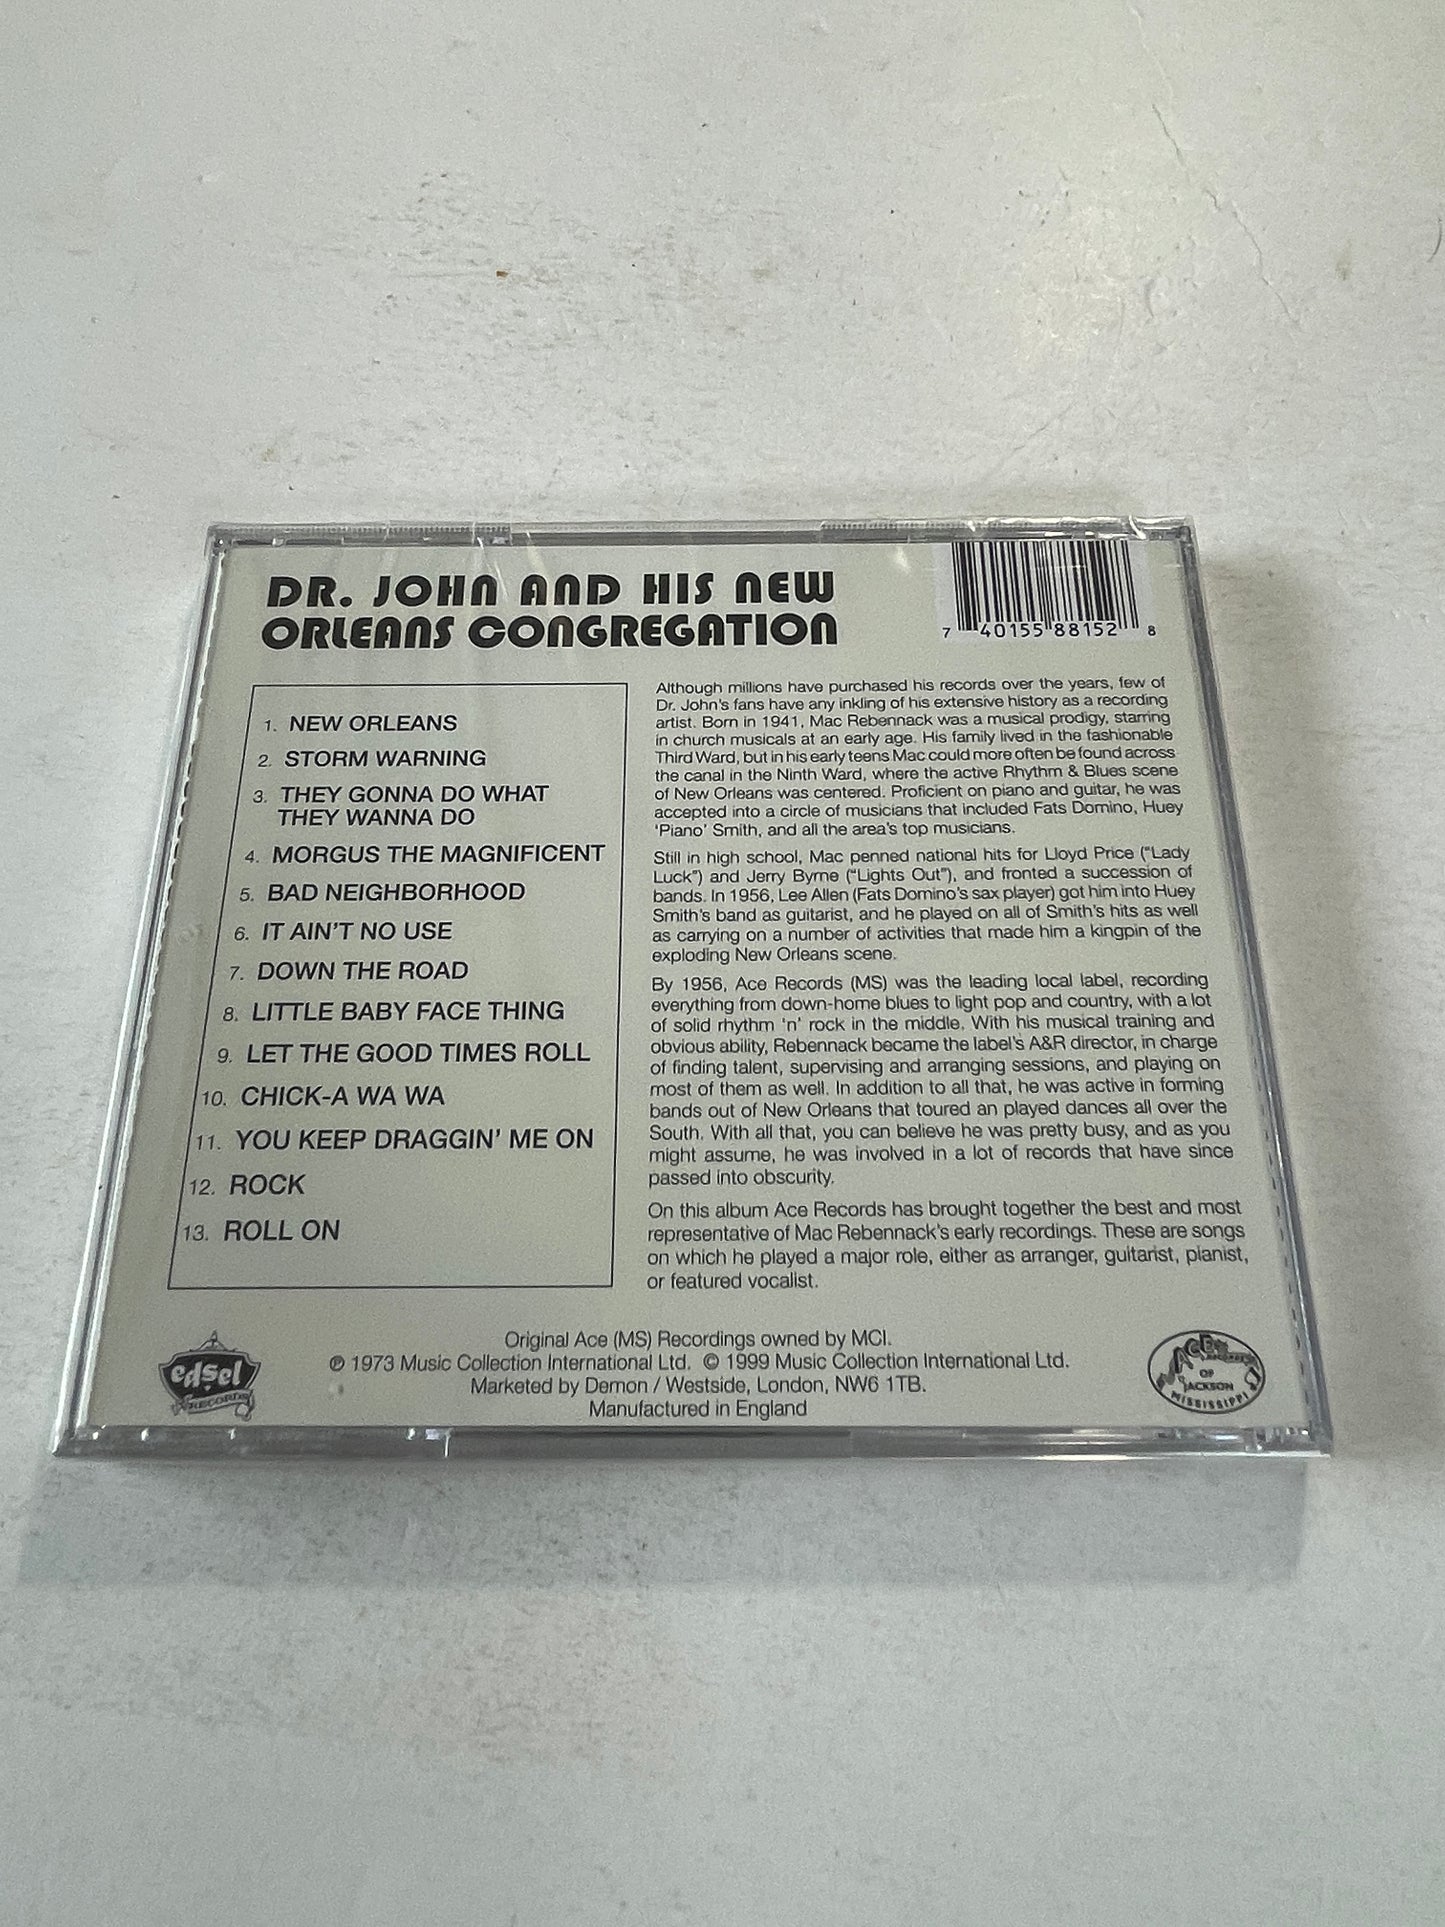 DR. JOHN AND HIS NEW
ORLEANS CONGREGATION
7 40155 88152 8
1. NEW ORLEANS
2. STORM WARNING
3. THEY GONNA DO WHAT
THEY WANNA DO
4. MORGUS THE MAGNIFICENT
5. BAD NEIGHBORHOOD
6. IT AIN'T NO USE
7. DOWN THE ROAD
8. LITTLE BABY FACE THING
9. LET THE GOOD TIMES ROLL
10. CHICK-A WA WA
11. YOU KEEP DRAGGIN' ME ON
12. ROCK
13. ROLL ON
Although millions have purchased his records over the years, few of
Dr. John's fans have any inkling of his extensive history as a recording
artist. Born in 1941, Mac Rebennack was a musical prodigy, starring
in church musicals at an early age. His family lived in the fashionable
Third Ward, but in his early teens Mac could more often be found across
the canal in the Ninth Ward, where the active Rhythm & Blues scene
of New Orleans was centered. Proficient on piano and guitar, he was
accepted into a circle of musicians that included Fats Domino, Huey
'Piano' Smith, and all the area's top musicians.
Still in high school, Mac penned national hits for Lloyd Price ("Lady
Luck") and Jerry Byrne ("Lights Out"), and fronted a succession of
bands. In 1956, Lee Allen (Fats Domino's sax player) got him into Huey
Smith's band as guitarist, and he played on all of Smith's hits as well
as carrying on a number of activities that made him a kingpin of the
exploding New Orleans scene.
By 1956, Ace Records (MS) was the leading local label, recording
everything from down-home blues to light pop and country, with a lot
of solid rhythm 'n' rock in the middle. With his musical training and
obvious ability, Rebennack became the label's A&R director, in charge
of finding talent, supervising and arranging sessions, and playing on
most of them as well. In addition to all that, he was active in forming
bands out of New Orleans that toured an played dances all over the
South. With all that, you can believe he was pretty busy, and as you
might assume, he was involved in a lot of records that have since
passed into obscurity.
On this album Ace Records has brought together the best and most
representative of Mac Rebennack's early recordings. These are songs
on which he played a major role, either as arranger, guitarist, pianist,
or featured vocalist.
Original Ace (MS) Recordings owned by MCI.
℗ 1973 Music Collection International Ltd. © 1999 Music Collection International Ltd.
Marketed by Demon / Westside, London, NW6 1TB.
Manufactured in England
edsel
RECORDS
ACE
RECORDS
OF
JACKSON
MISSISSIPPI